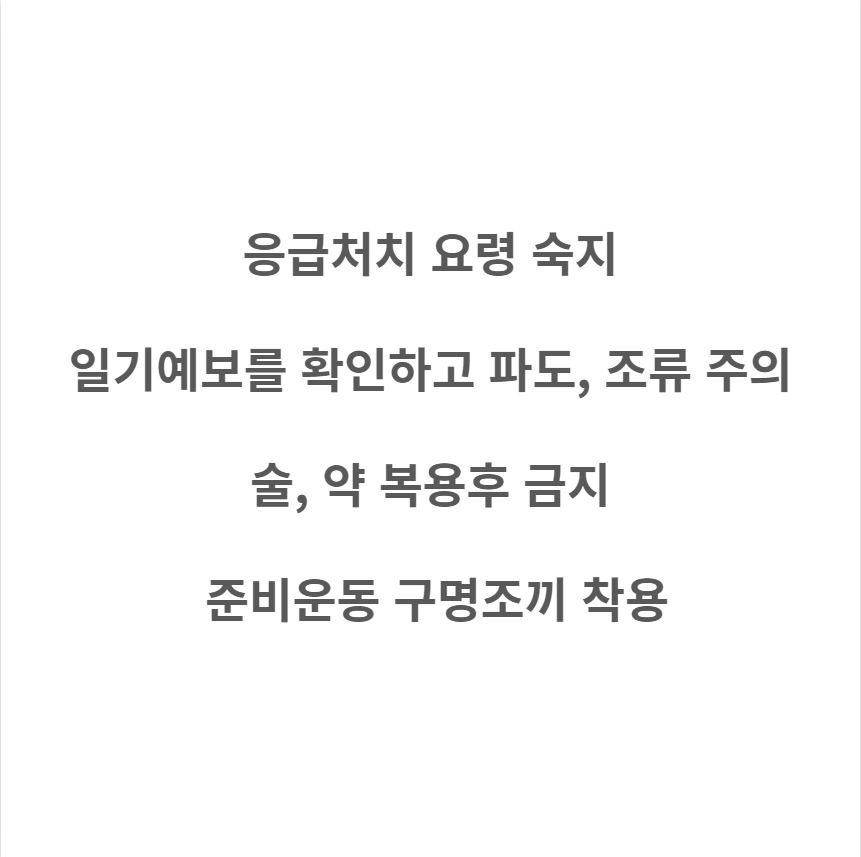 응급처치 요령 숙지
일기예보를 확인하고 파도, 조류 주의
술, 약 복용후 금지
준비운동 구명조끼 착용